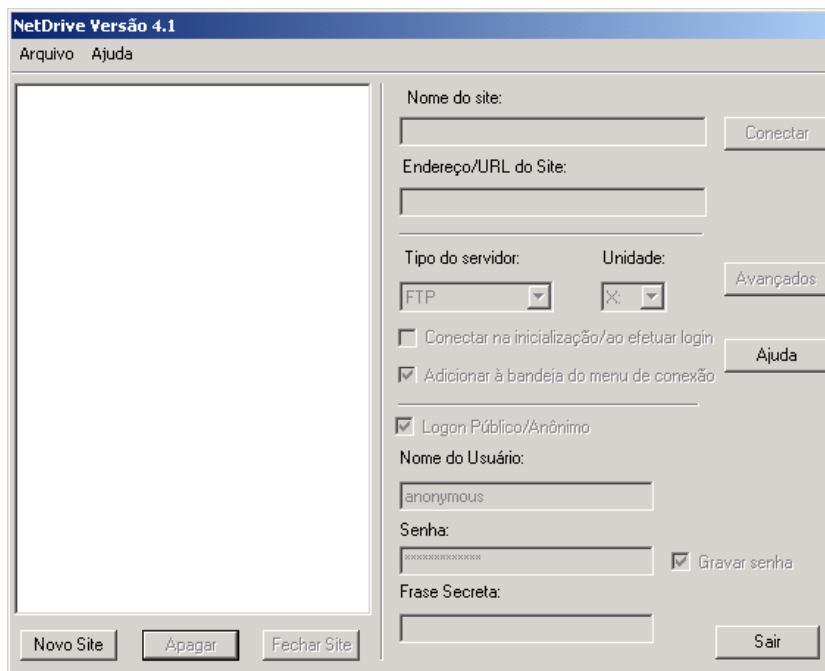 NetDrive Versão 4.1
Arquivo Ajuda
Nome do site:
Conectar
Endereço/URL do Site:
Tipo do servidor:
Unidade:
FTP
X:
Avançados
Conectar na inicialização/ao efetuar login
Ajuda
Adicionar à bandeja do menu de conexão
Logon Público/Anônimo
Nome do Usuário:
anonymous
Senha:
*************
Gravar senha
Frase Secreta:
Novo Site
Apagar
Fechar Site
Sair